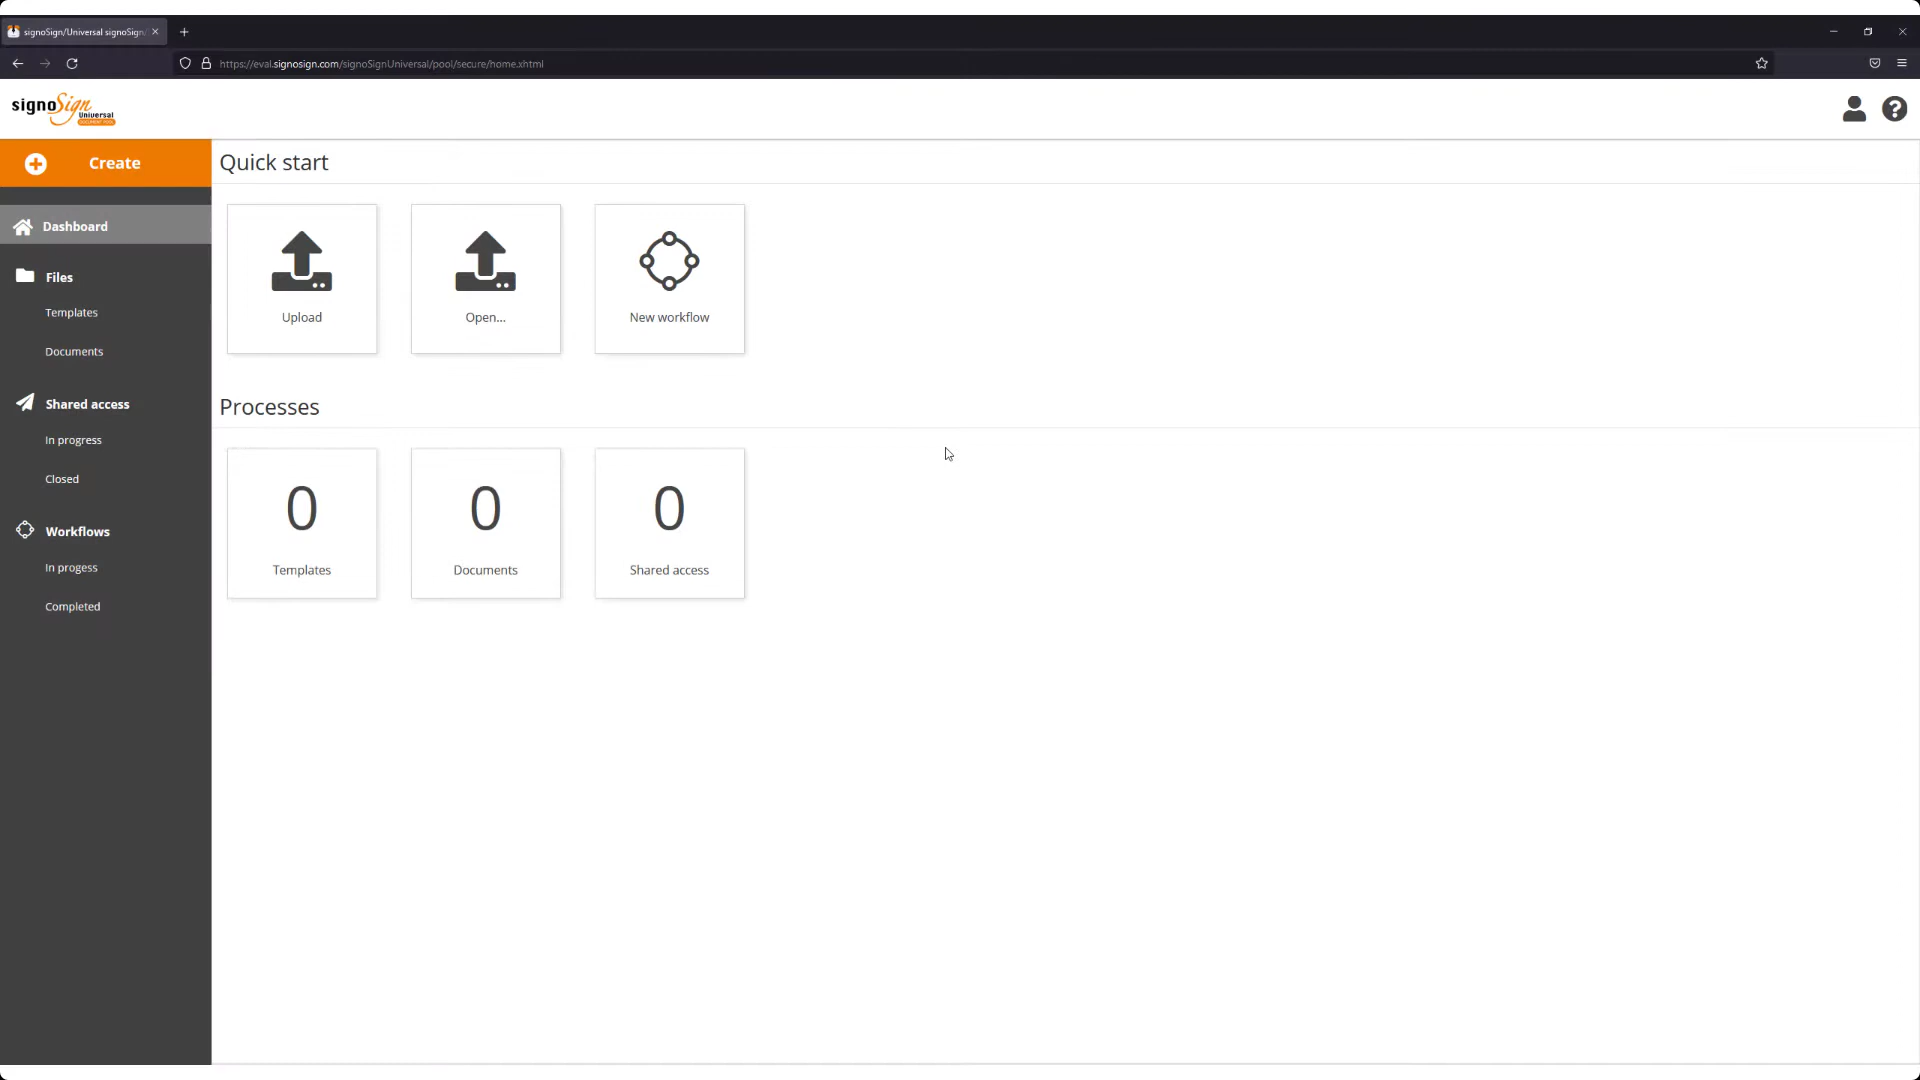 signoSign/Universal signoSign
https://eval.signosign.com/signoSignUniversal/pool/secure/home.xhtml
signoSign
Universal
DOCUMENT POOL
Create
Dashboard
Files
Templates
Documents
Shared access
In progress
Closed
Workflows
In progess
Completed
Quick start
Upload
Open...
New workflow
Processes
0
0
0
Templates
Documents
Shared access